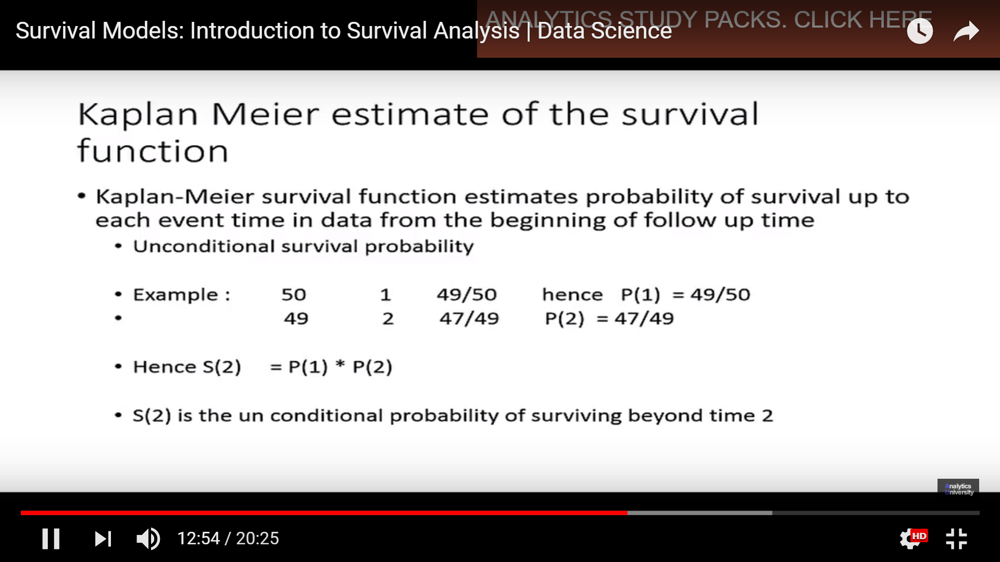 ANALYTICS STUDY PACKS. CLICK HERE
Survival Models: Introduction to Survival Analysis | Data Science
Kaplan Meier estimate of the survival
function
• Kaplan-Meier survival function estimates probability of survival up to
each event time in data from the beginning of follow up time
• Unconditional survival probability
• Example : 50 1 49/50 hence P(1) = 49/50
• 49 2 47/49 P(2) = 47/49
• Hence S(2) = P(1) * P(2)
• S(2) is the un conditional probability of surviving beyond time 2
Analytics
University
12:54 / 20:25
HD